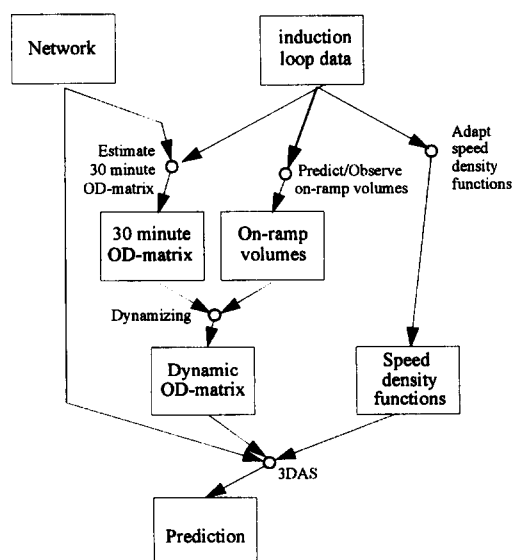 Network
induction
loop data
Estimate
30 minute
OD-matrix
Predict/Observe
on-ramp volumes
Adapt
speed
density
functions
30 minute
OD-matrix
On-ramp
volumes
Dynamizing
Dynamic
OD-matrix
Speed
density
functions
3DAS
Prediction